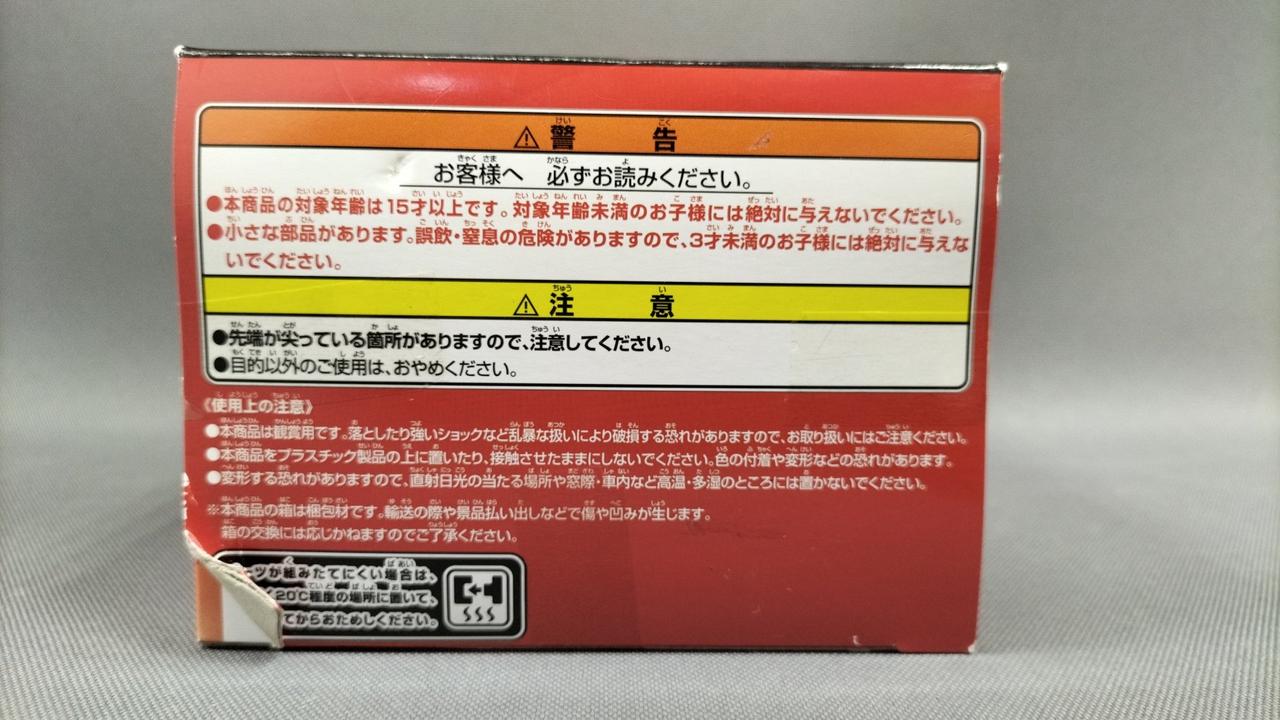 ⚠警告
お客様へ 必ずお読みください。
●本商品の対象年齢は15才以上です。対象年齢未満のお子様には絶対に与えないでください。
●小さな部品があります。誤飲・窒息の危険がありますので、3才未満のお子様には絶対に与えな
いでください。
⚠注意
●先端が尖っている箇所がありますので、注意してください。
●目的以外のご使用は、おやめください。
《使用上の注意》
●本商品は観賞用です。落としたり強いショックなど乱暴な扱いにより破損する恐れがありますので、お取り扱いにはご注意ください。
●本商品をプラスチック製品の上に置いたり、接触させたままにしないでください。色の付着や変形などの恐れがあります。
●変形する恐れがありますので、直射日光の当たる場所や窓際・車内など高温・多湿のところには置かないでください。
※本商品の箱は梱包材です。輸送の際や景品払い出しなどで傷や凹みが生じます。
箱の交換には応じかねますのでご了承ください。
ツが組みたてにくい場合は、
20℃程度の場所に置いて、
てからおためしください。